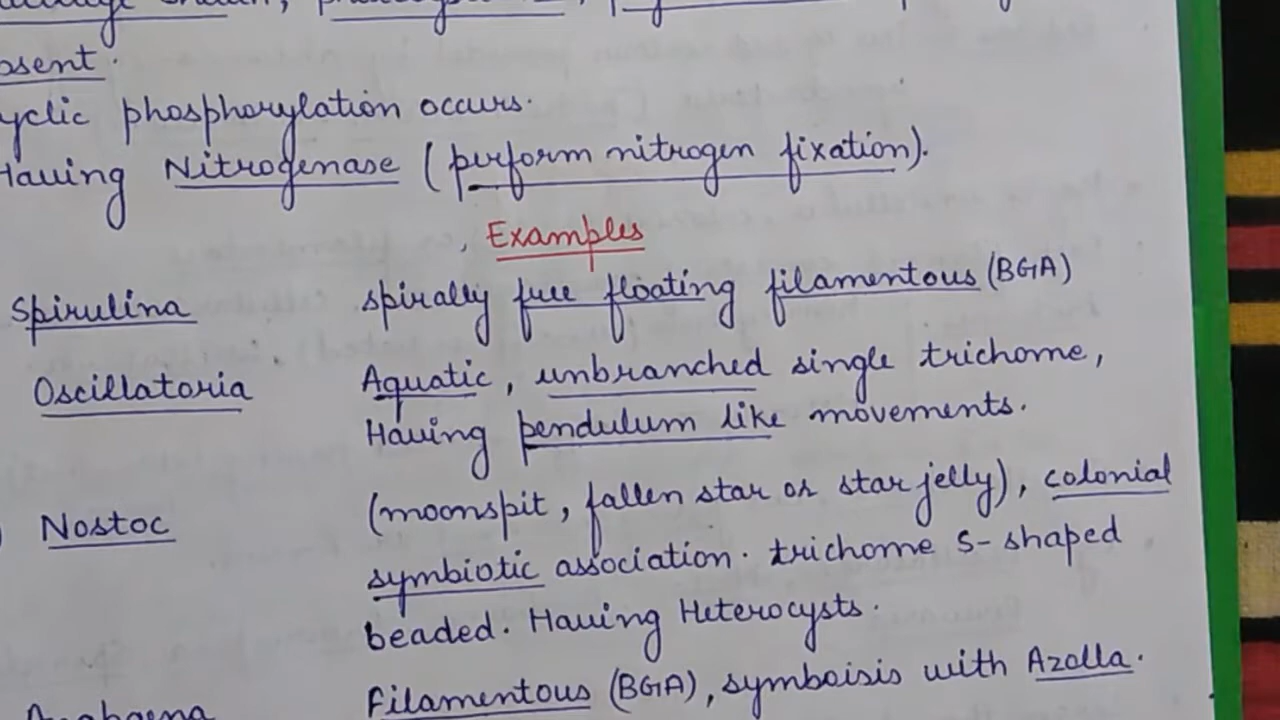 yclic phosphorylation occurs.
Having Nitrogenase (perform nitrogen fixation).
Examples
Spirulina spirally free floating filamentous (BGA)
Oscillatoria Aquatic, unbranched single trichome,
Having pendulum like movements.
Nostoc (moonspit, fallen star or star jelly), colonial
symbiotic association. trichome S-shaped
beaded. Having Heterocysts.
Anabaena Filamentous (BGA), symboisis with Azolla.